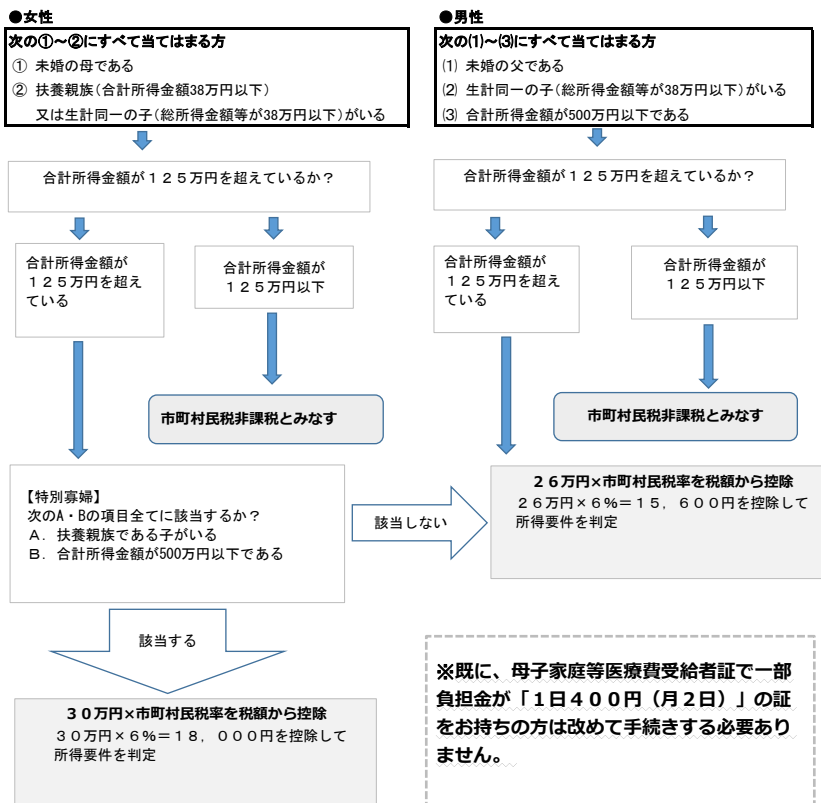 ●女性
次の①～②にすべて当てはまる方
① 未婚の母である
② 扶養親族(合計所得金額38万円以下)
又は生計同一の子(総所得金額等が38万円以下)がいる
合計所得金額が１２５万円を超えているか？
合計所得金額が
１２５万円を超え
ている
合計所得金額が
１２５万円以下
市町村民税非課税とみなす
【特別寡婦】
次のA・Bの項目全てに該当するか？
Ａ．扶養親族である子がいる
Ｂ．合計所得金額が500万円以下である
該当しない
該当する
３０万円×市町村民税率を税額から控除
３０万円×６%＝１８，０００円を控除して
所得要件を判定
●男性
次の⑴～⑶にすべて当てはまる方
⑴ 未婚の父である
⑵ 生計同一の子(総所得金額等が38万円以下)がいる
⑶ 合計所得金額が500万円以下である
合計所得金額が１２５万円を超えているか？
合計所得金額が
１２５万円を超え
ている
合計所得金額が
１２５万円以下
市町村民税非課税とみなす
２６万円×市町村民税率を税額から控除
２６万円×６%＝１５，６００円を控除して
所得要件を判定
※既に、母子家庭等医療費受給者証で一部
負担金が「１日４００円（月２日）」の証
をお持ちの方は改めて手続きする必要あり
ません。